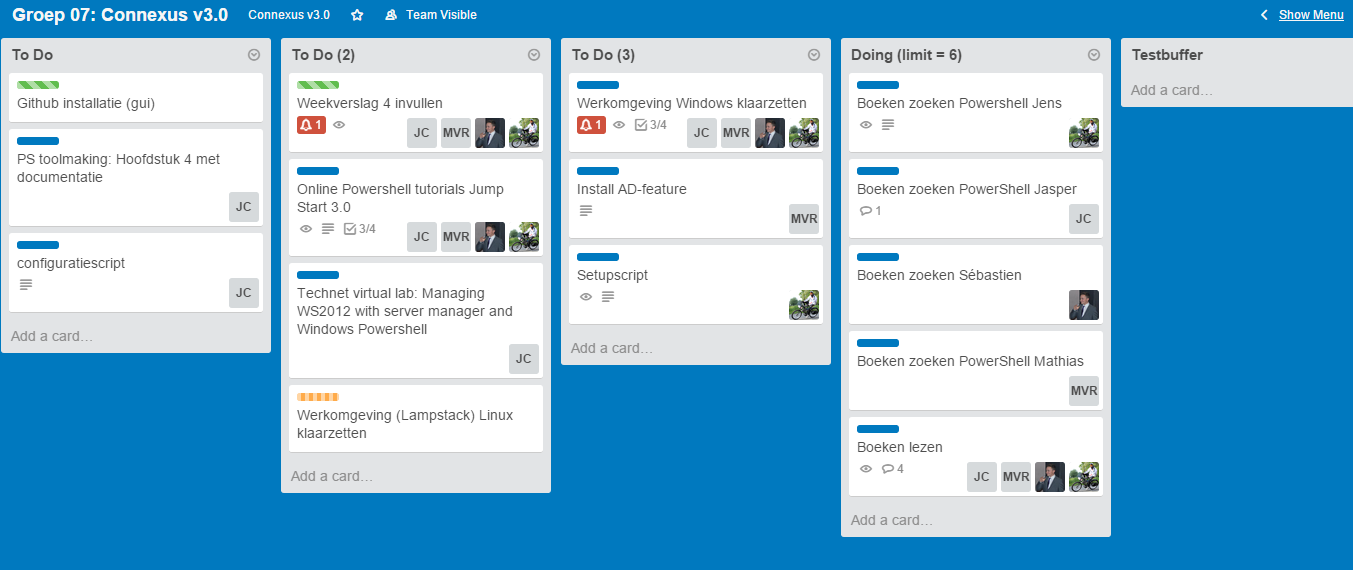 Groep 07: Connexus v3.0
Connexus v3.0
Team Visible
Show Menu
To Do
Github installatie (gui)
PS toolmaking: Hoofdstuk 4 met
documentatie
JC
configuratiescript
JC
Add a card…
To Do (2)
Weekverslag 4 invullen
1
JC MVR
Online Powershell tutorials Jump
Start 3.0
3/4
JC MVR
Technet virtual lab: Managing
WS2012 with server manager and
Windows Powershell
JC
Werkomgeving (Lampstack) Linux
klaarzetten
Add a card…
To Do (3)
Werkomgeving Windows klaarzetten
1 3/4
JC MVR
Install AD-feature
MVR
Setupscript
Add a card…
Doing (limit = 6)
Boeken zoeken Powershell Jens
Boeken zoeken PowerShell Jasper
1
JC
Boeken zoeken Sébastien
Boeken zoeken PowerShell Mathias
MVR
Boeken lezen
4
JC MVR
Add a card…
Testbuffer
Add a card…